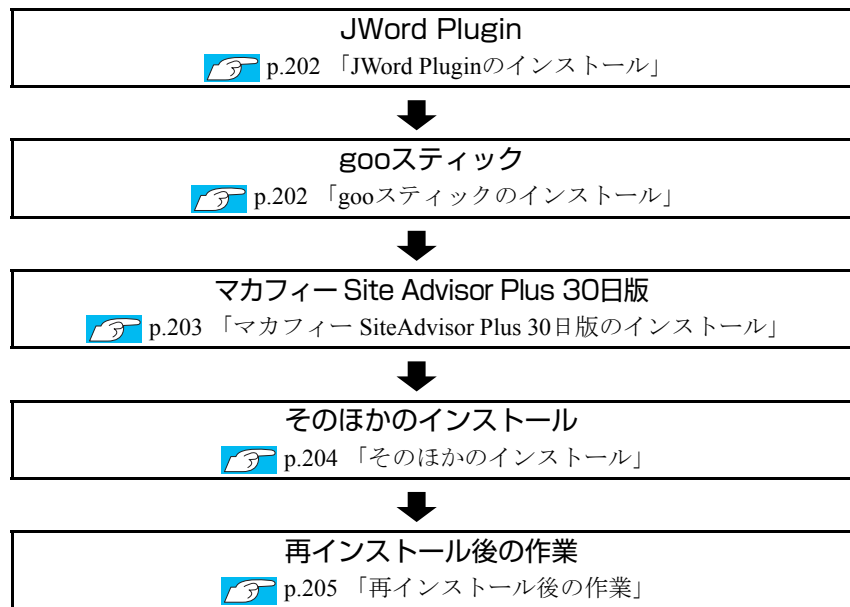 JWord Plugin
p.202 「JWord Pluginのインストール」
gooスティック
p.202 「gooスティックのインストール」
マカフィー Site Advisor Plus 30日版
p.203 「マカフィー SiteAdvisor Plus 30日版のインストール」
そのほかのインストール
p.204 「そのほかのインストール」
再インストール後の作業
p.205 「再インストール後の作業」